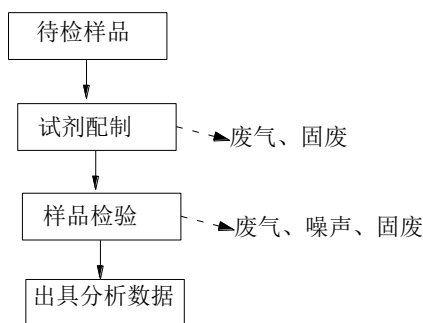 待检样品
试剂配制
废气、固废
样品检验
废气、噪声、固废
出具分析数据